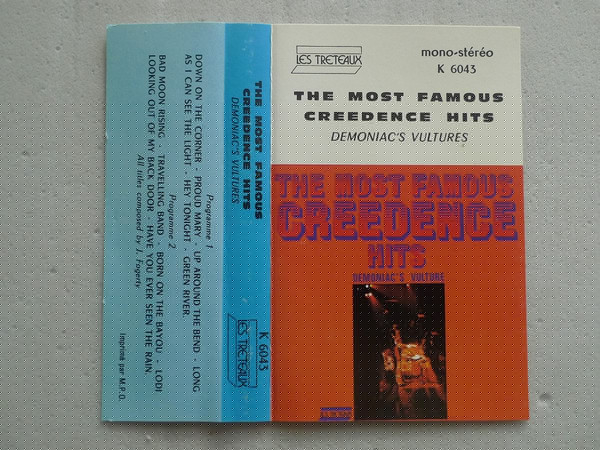 LES TRETEAUX
mono-stéréo
K 6043
THE MOST FAMOUS
CREEDENCE HITS
DEMONIAC'S VULTURES
THE MOST FAMOUS
CREEDENCE
HITS
DEMONIAC'S VULTURE
THE MOST FAMOUS
CREEDENCE HITS
DEMONIAC'S VULTURES
K 6043
LES TRETEAUX
Programme 1
DOWN ON THE CORNER - PROUD MARY - UP AROUND THE BEND - LONG
AS I CAN SEE THE LIGHT - HEY TONIGHT - GREEN RIVER.
Programme 2
BAD MOON RISING - TRAVELLING BAND - BORN ON THE BAYOU - LODI
LOOKING OUT OF MY BACK DOOR - HAVE YOU EVER SEEN THE RAIN.
All titles composed by J. Fogerty
Imprimé par M.P.O.